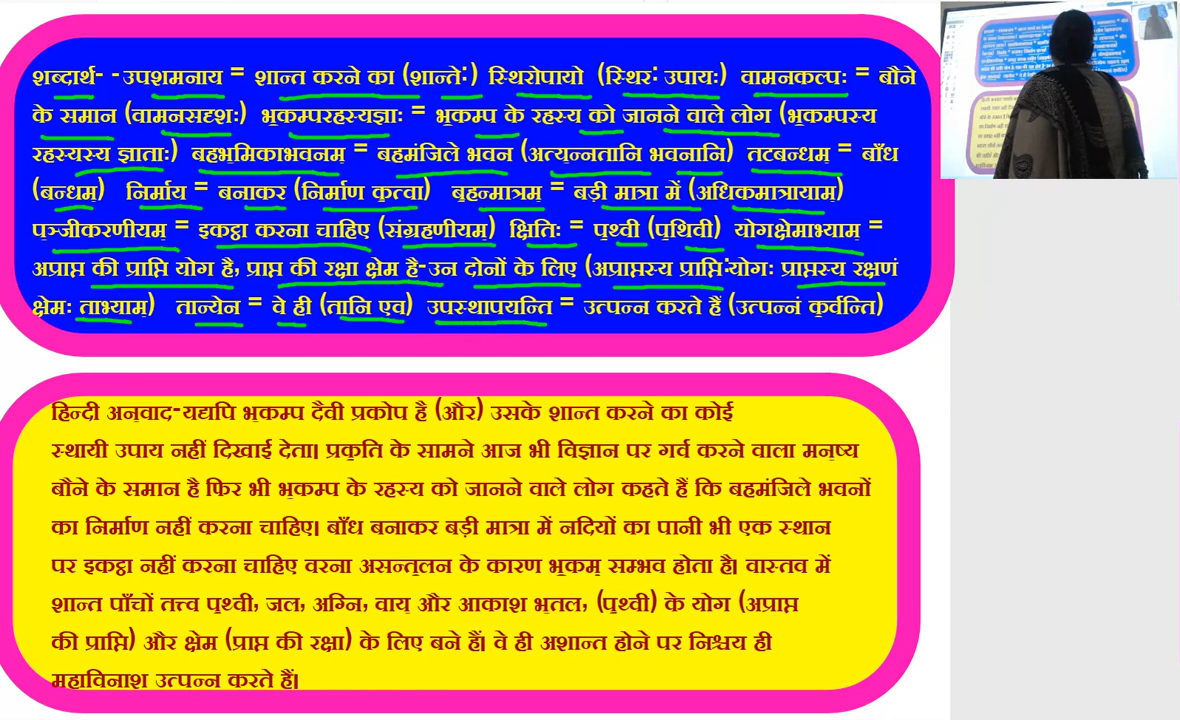 शब्दार्थ- -उपशमनाय = शान्त करने का (शान्ते:) स्थिरोपायो (स्थिर: उपाय:) वामनकल्पः = बौने
के समान (वामनसदृशः) भूकम्परहस्यज्ञाः = भूकम्प के रहस्य को जानने वाले लोग (भूकम्पस्य
रहस्यस्य ज्ञाताः) बहुभूमिकाभवनम् = बहुमंजिले भवन (अत्युन्नतानि भवनानि) तटबन्धम् = बाँध
(बन्धम्) निर्माय = बनाकर (निर्माण कृत्वा) बृहन्मात्रम् = बड़ी मात्रा में (अधिकमात्रायाम्)
पुञ्जीकरणीयम् = इकट्ठा करना चाहिए (संग्रहणीयम्) क्षितिः = पृथ्वी (पृथिवी) योगक्षेमाभ्याम् =
अप्राप्त की प्राप्ति योग है, प्राप्त की रक्षा क्षेम है-उन दोनों के लिए (अप्राप्तस्य प्राप्ति:योगः प्राप्तस्य रक्षणं
क्षेमः ताभ्याम्) तान्येन = वे ही (तानि एव) उपस्थापयन्ति = उत्पन्न करते हैं (उत्पन्नं कुर्वन्ति)
हिन्दी अनुवाद-यद्यपि भूकम्प दैवी प्रकोप है (और) उसके शान्त करने का कोई
स्थायी उपाय नहीं दिखाई देता। प्रकृति के सामने आज भी विज्ञान पर गर्व करने वाला मनुष्य
बौने के समान है फिर भी भूकम्प के रहस्य को जानने वाले लोग कहते हैं कि बहुमंजिले भवनों
का निर्माण नहीं करना चाहिए। बाँध बनाकर बड़ी मात्रा में नदियों का पानी भी एक स्थान
पर इकट्ठा नहीं करना चाहिए वरना असन्तुलन के कारण भूकम् सम्भव होता है। वास्तव में
शान्त पाँचों तत्त्व पृथ्वी, जल, अग्नि, वायु और आकाश भूतल, (पृथ्वी) के योग (अप्राप्त
की प्राप्ति) और क्षेम (प्राप्त की रक्षा) के लिए बने हैं। वे ही अशान्त होने पर निश्चय ही
महाविनाश उत्पन्न करते हैं।